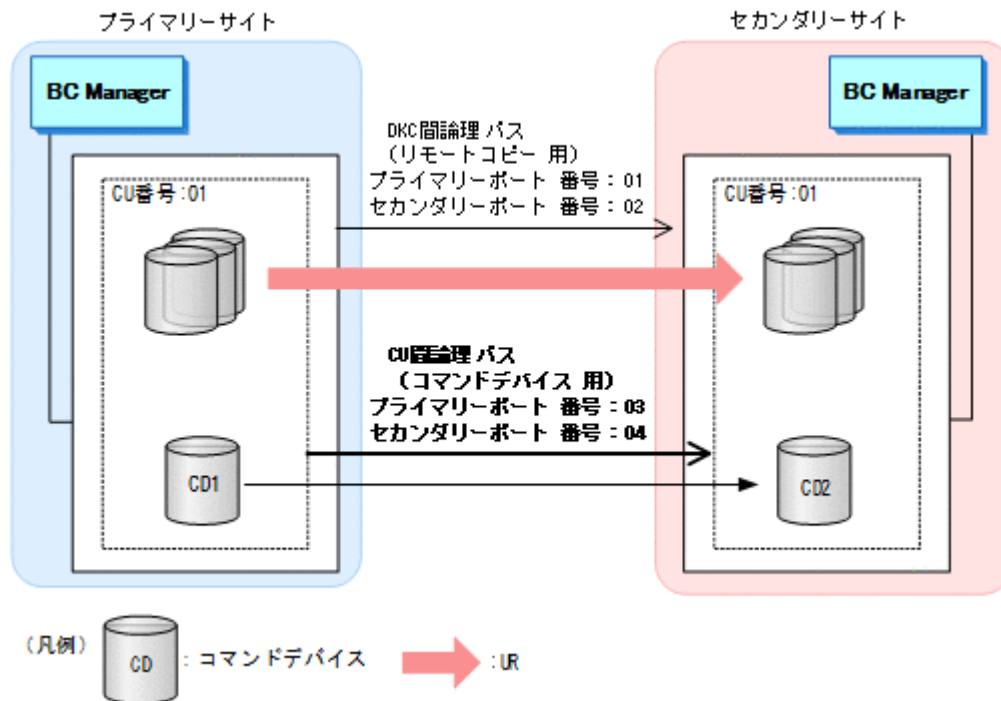 プライマリーサイト
セカンダリーサイト
BC Manager
BC Manager
DKC間論理パス
(リモートコピー 用)
プライマリーポート 番号：01
セカンダリーポート 番号：02
CU番号:01
CU番号:01
CU間論理パス
(コマンドデバイス 用)
プライマリーポート 番号：03
セカンダリーポート 番号：04
CD1
CD2
(凡例)
CD
: コマンドデバイス
:UR